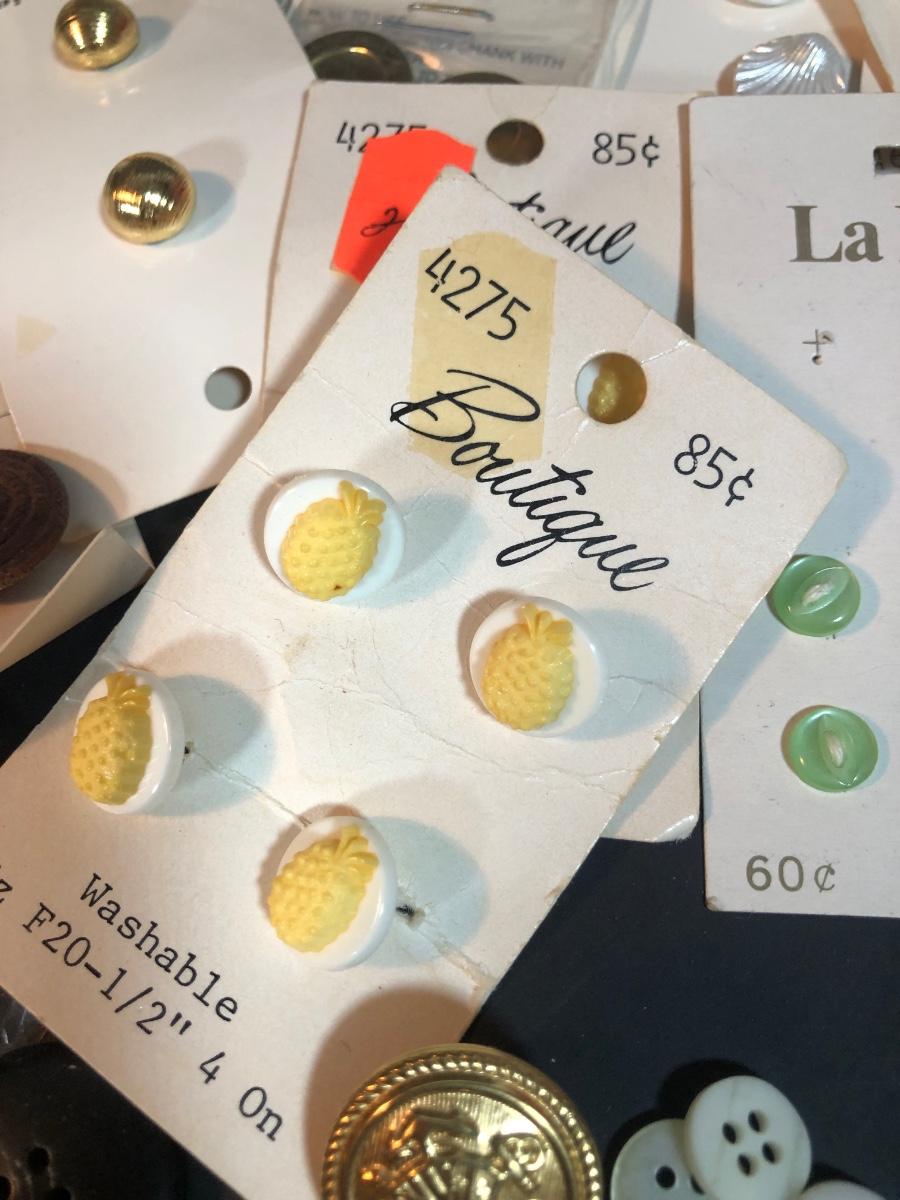 4275 85¢
4275
Boutique
85¢
La
Washable
F20-1/2" 4 On
60¢